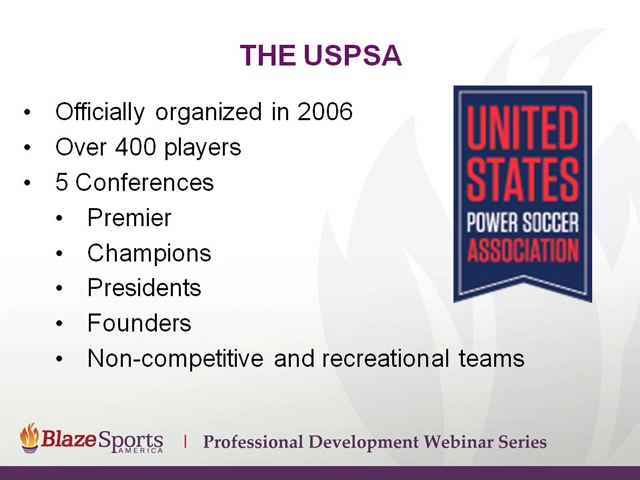 THE USPSA
• Officially organized in 2006
• Over 400 players
• 5 Conferences
• Premier
• Champions
• Presidents
• Founders
• Non-competitive and recreational teams
UNITED
STATES
POWER SOCCER
ASSOCIATION
BlazeSports
AMERICA
| Professional Development Webinar Series